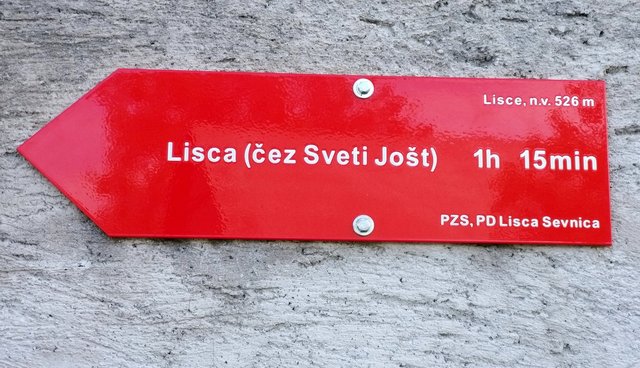 Lisce, n.v. 526 m
Lisca (čez Sveti Jošt) 1h 15min
PZS, PD Lisca Sevnica